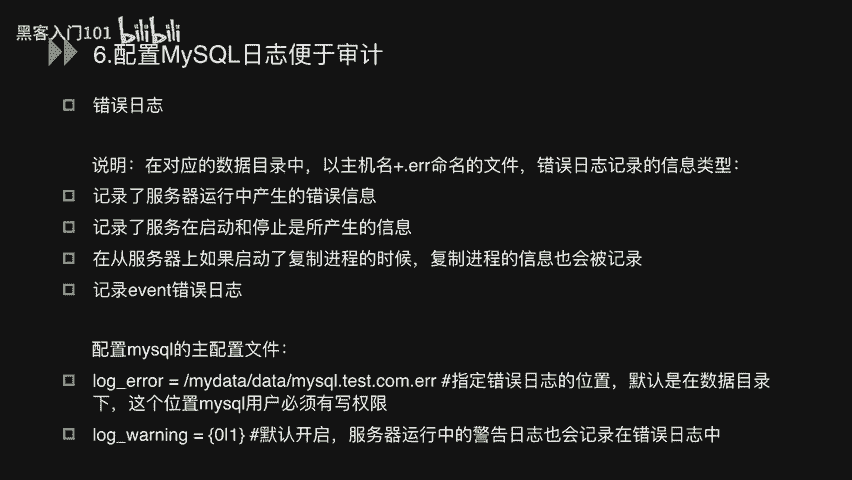 黑客入门101 bilibili
6.配置MySQL日志便于审计
错误日志
说明：在对应的数据目录中，以主机名+.err命名的文件，错误日志记录的信息类型：
记录了服务器运行中产生的错误信息
记录了服务在启动和停止是所产生的信息
在从服务器上如果启动了复制进程的时候，复制进程的信息也会被记录
记录event错误日志
配置mysql的主配置文件：
log_error = /mydata/data/mysql.test.com.err #指定错误日志的位置，默认是在数据目录
下，这个位置mysql用户必须有写权限
log_warning = {0|1} #默认开启，服务器运行中的警告日志也会记录在错误日志中